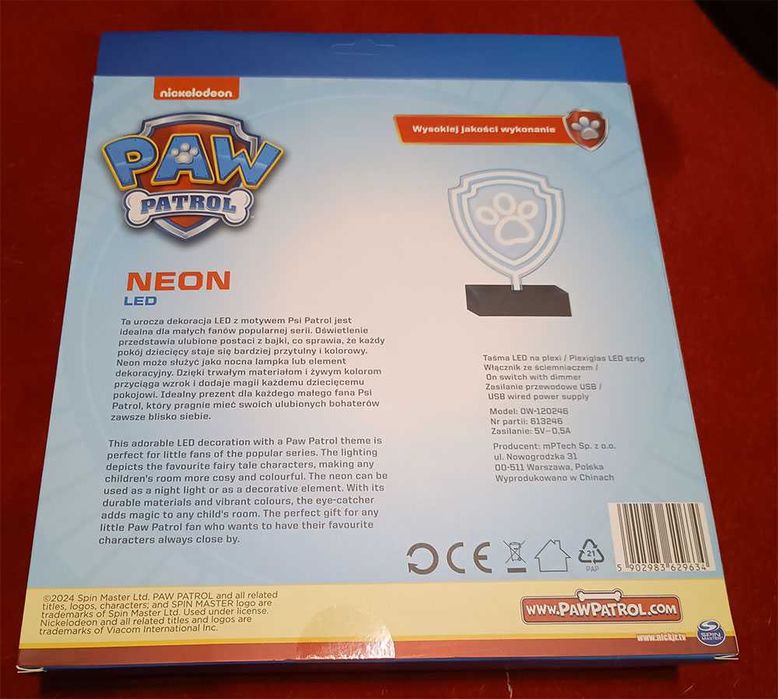 nickelodeon
PAW
PATROL
Wysokiej jakości wykonanie
NEON
LED
Ta urocza dekoracja LED z motywem Psi Patrol jest
idealna dla małych fanów popularnej serii. Oświetlenie
przedstawia ulubione postaci z bajki, co sprawia, że każdy
pokój dziecięcy staje się bardziej przytulny i kolorowy.
Neon może służyć jako nocna lampka lub element
dekoracyjny. Dzięki trwałym materiałom i żywym kolorom
przyciąga wzrok i dodaje magii każdemu dziecięcemu
pokojowi. Idealny prezent dla każdego małego fana Psi
Patrol, który pragnie mieć swoich ulubionych bohaterów
zawsze blisko siebie.
This adorable LED decoration with a Paw Patrol theme is
perfect for little fans of the popular series. The lighting
depicts the favourite fairy tale characters, making any
children's room more cosy and colourful. The neon can be
used as a night light or as a decorative element. With its
durable materials and vibrant colours, the eye-catcher
adds magic to any child's room. The perfect gift for any
little Paw Patrol fan who wants to have their favourite
characters always close by.
Taśma LED na plexi / Plexiglas LED strip
Włącznik ze ściemniaczem /
On switch with dimmer
Zasilanie przewodowe USB /
USB wired power supply
Model: OW-120246
Nr partii: 613246
Zasilanie: 5V-0,5A
Producent: mPTech Sp. z o.o.
ul. Nowogrodzka 31
00-511 Warszawa, Polska
Wyprodukowano w Chinach
CE
21
PAP
5 902983 629634
©2024 Spin Master Ltd. PAW PATROL and all related
titles, logos, characters; and SPIN MASTER logo are
trademarks of Spin Master Ltd. Used under license.
Nickelodeon and all related titles and logos are
trademarks of Viacom International Inc.
www.PAWPATROL.COM
www.nickjr.tv
SPIN
MASTER